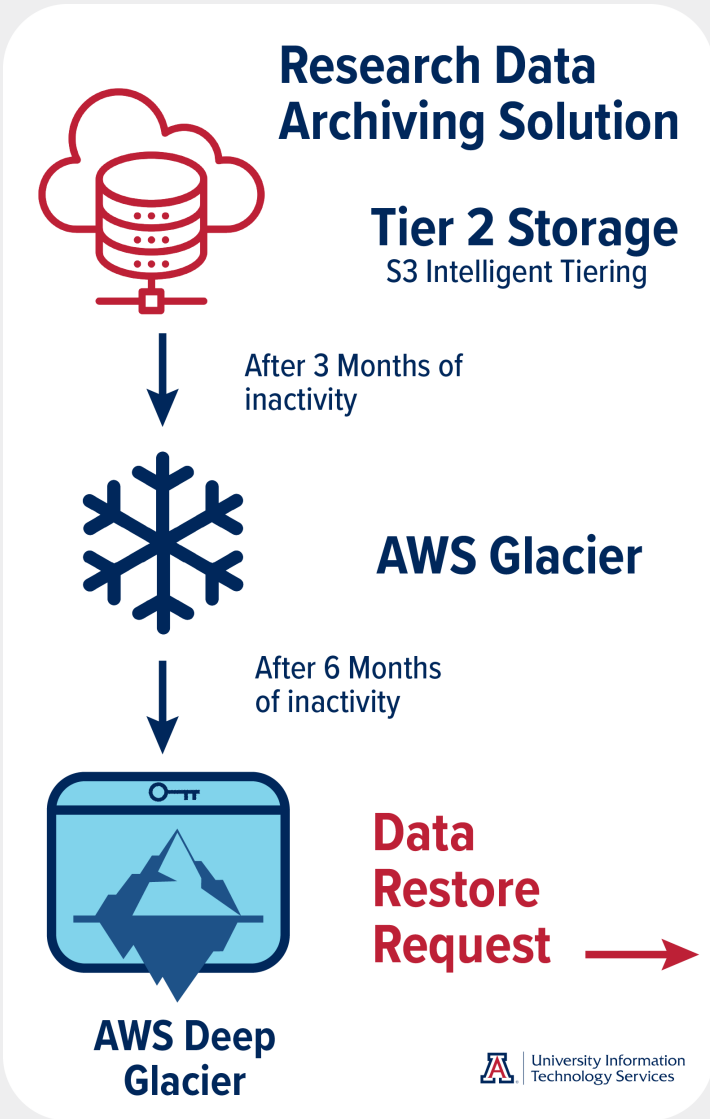 Research Data
Archiving Solution
Tier 2 Storage
S3 Intelligent Tiering
After 3 Months of
inactivity
AWS Glacier
After 6 Months
of inactivity
Data
Restore
Request
AWS Deep
Glacier
A
University Information
Technology Services